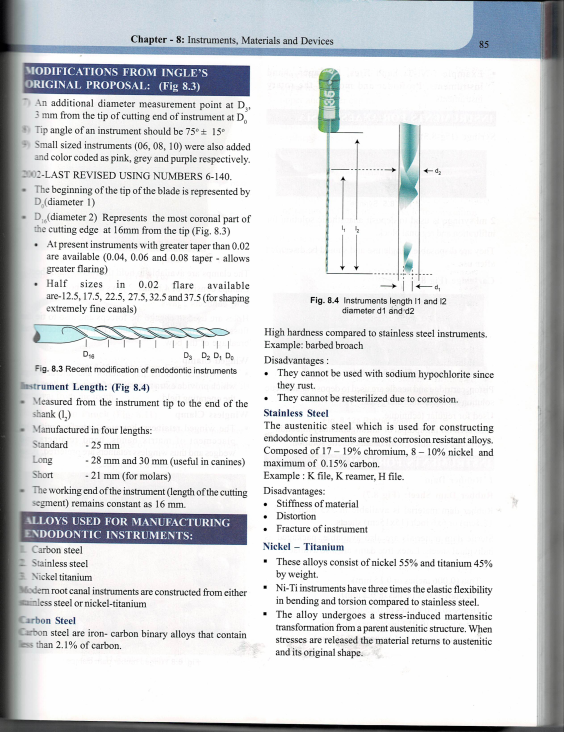 Chapter - 8: Instruments, Materials and Devices
85
MODIFICATIONS FROM INGLE'S
ORIGINAL PROPOSAL: (Fig 8.3)
7) An additional diameter measurement point at D3,
3 mm from the tip of cutting end of instrument at D0
8) Tip angle of an instrument should be 75° ± 15°
9) Small sized instruments (06, 08, 10) were also added
and color coded as pink, grey and purple respectively.
2002-LAST REVISED USING NUMBERS 6-140.
• The beginning of the tip of the blade is represented by
(diameter 1)
• D16(diameter 2) Represents the most coronal part of
the cutting edge at 16mm from the tip (Fig. 8.3)
• At present instruments with greater taper than 0.02
are available (0.04, 0.06 and 0.08 taper - allows
greater flaring)
• Half sizes in 0.02 flare available
are-12.5, 17.5, 22.5, 27.5, 32.5 and 37.5 (for shaping
extremely fine canals)
D16 D3 D2 D1 D0
Fig. 8.3 Recent modification of endodontic instruments
Instrument Length: (Fig 8.4)
• Measured from the instrument tip to the end of the
shank (l2)
• Manufactured in four lengths:
Standard - 25 mm
Long - 28 mm and 30 mm (useful in canines)
Short - 21 mm (for molars)
• The working end of the instrument (length of the cutting
segment) remains constant as 16 mm.
ALLOYS USED FOR MANUFACTURING
ENDODONTIC INSTRUMENTS:
1. Carbon steel
2. Stainless steel
3. Nickel titanium
Modern root canal instruments are constructed from either
stainless steel or nickel-titanium
Carbon Steel
Carbon steel are iron- carbon binary alloys that contain
less than 2.1% of carbon.
35
d2
l1 l2
d1
Fig. 8.4 Instruments length l1 and l2
diameter d1 and d2
High hardness compared to stainless steel instruments.
Example: barbed broach
Disadvantages :
• They cannot be used with sodium hypochlorite since
they rust.
• They cannot be resterilized due to corrosion.
Stainless Steel
The austenitic steel which is used for constructing
endodontic instruments are most corrosion resistant alloys.
Composed of 17 – 19% chromium, 8 – 10% nickel and
maximum of 0.15% carbon.
Example : K file, K reamer, H file.
Disadvantages:
• Stiffness of material
• Distortion
• Fracture of instrument
Nickel – Titanium
▪ These alloys consist of nickel 55% and titanium 45%
by weight.
▪ Ni-Ti instruments have three times the elastic flexibility
in bending and torsion compared to stainless steel.
▪ The alloy undergoes a stress-induced martensitic
transformation from a parent austenitic structure. When
stresses are released the material returns to austenitic
and its original shape.